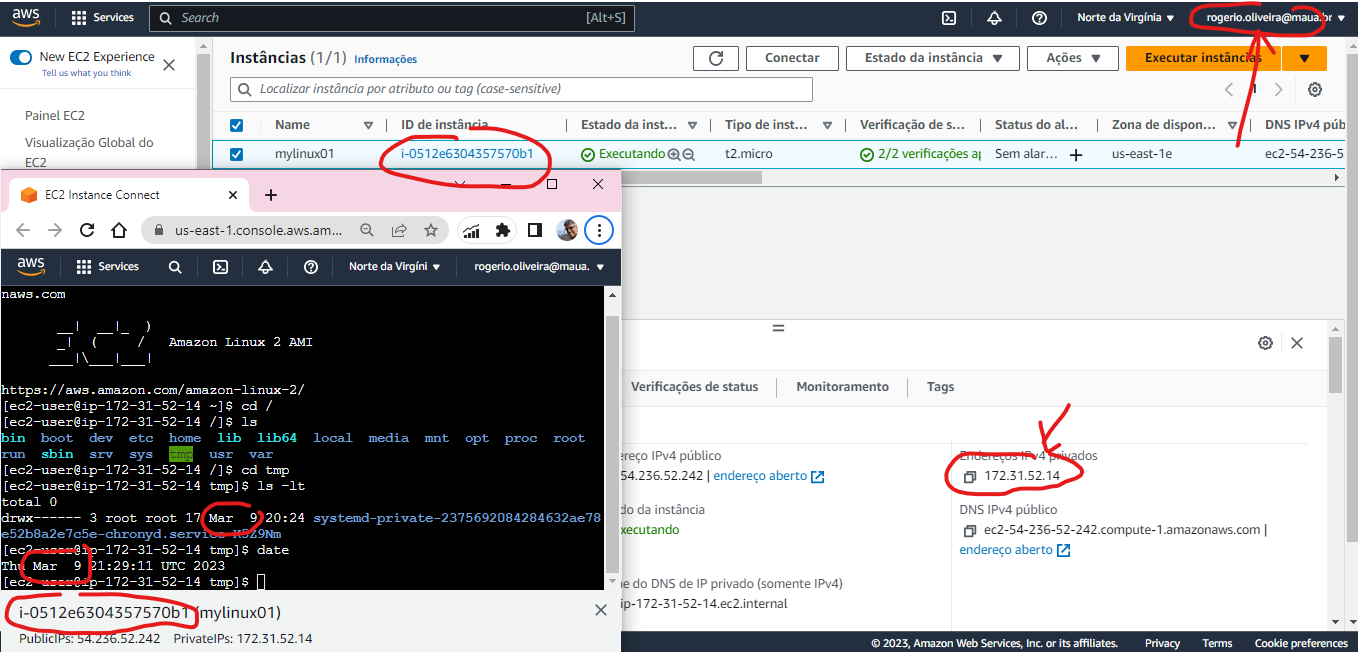 aws Services Search [Alt+S] Norte da Virgínia rogerio.oliveira@maua.br
New EC2 Experience
Tell us what you think
Painel EC2
Visualização Global do
EC2
Instâncias (1/1) Informações Conectar Estado da instância Ações Executar instâncias
Localizar instância por atributo ou tag (case-sensitive) 1
Name ID de instância Estado da inst... Tipo de inst... Verificação de s... Status do al... Zona de dispon... DNS IPv4 púb
mylinux01 i-0512e6304357570b1 Executando t2.micro 2/2 verificações ap Sem alar... us-east-1e ec2-54-236-5
EC2 Instance Connect
us-east-1.console.aws.am...
aws Services Norte da Virgíni rogerio.oliveira@maua.
naws.com
__| __|_ )
_| ( / Amazon Linux 2 AMI
___|\___|___|
https://aws.amazon.com/amazon-linux-2/
[ec2-user@ip-172-31-52-14 ~]$ cd /
[ec2-user@ip-172-31-52-14 /]$ ls
bin boot dev etc home lib lib64 local media mnt opt proc root
run sbin srv sys tmp usr var
[ec2-user@ip-172-31-52-14 /]$ cd tmp
[ec2-user@ip-172-31-52-14 tmp]$ ls -lt
total 0
drwx------ 3 root root 17 Mar 9 20:24 systemd-private-2375692084284632ae78
e52b8a2e7c5e-chronyd.service-K5Z9Nm
[ec2-user@ip-172-31-52-14 tmp]$ date
Thu Mar 9 21:29:11 UTC 2023
[ec2-user@ip-172-31-52-14 tmp]$
i-0512e6304357570b1 (mylinux01)
PublicIPs: 54.236.52.242 PrivateIPs: 172.31.52.14
Verificações de status Monitoramento Tags
ereço IPv4 público
54.236.52.242 | endereço aberto
do da instância
xecutando
e do DNS de IP privado (somente IPv4)
ip-172-31-52-14.ec2.internal
Endereços IPv4 privados
172.31.52.14
DNS IPv4 público
ec2-54-236-52-242.compute-1.amazonaws.com |
endereço aberto
© 2023, Amazon Web Services, Inc. or its affiliates. Privacy Terms Cookie preferences